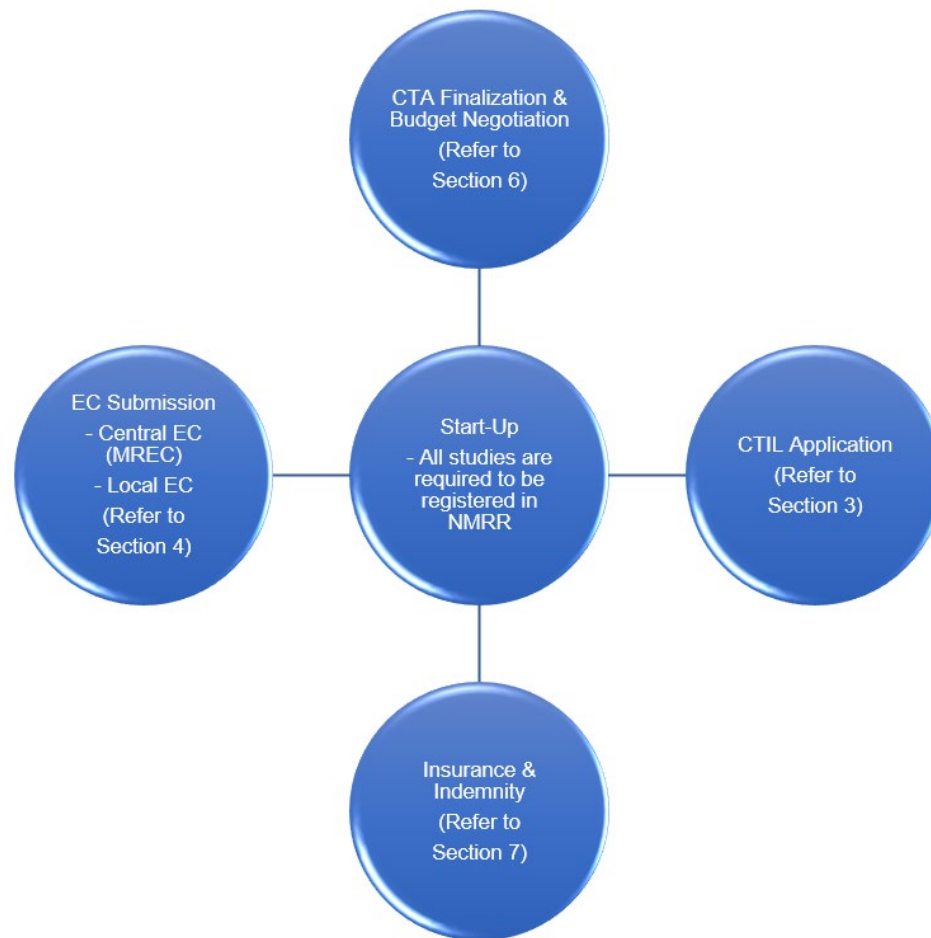 CTA Finalization &
Budget Negotiation
(Refer to
Section 6)
EC Submission
- Central EC
(MREC)
- Local EC
(Refer to
Section 4)
Start-Up
- All studies are
required to be
registered in
NMRR
CTIL Application
(Refer to
Section 3)
Insurance &
Indemnity
(Refer to
Section 7)